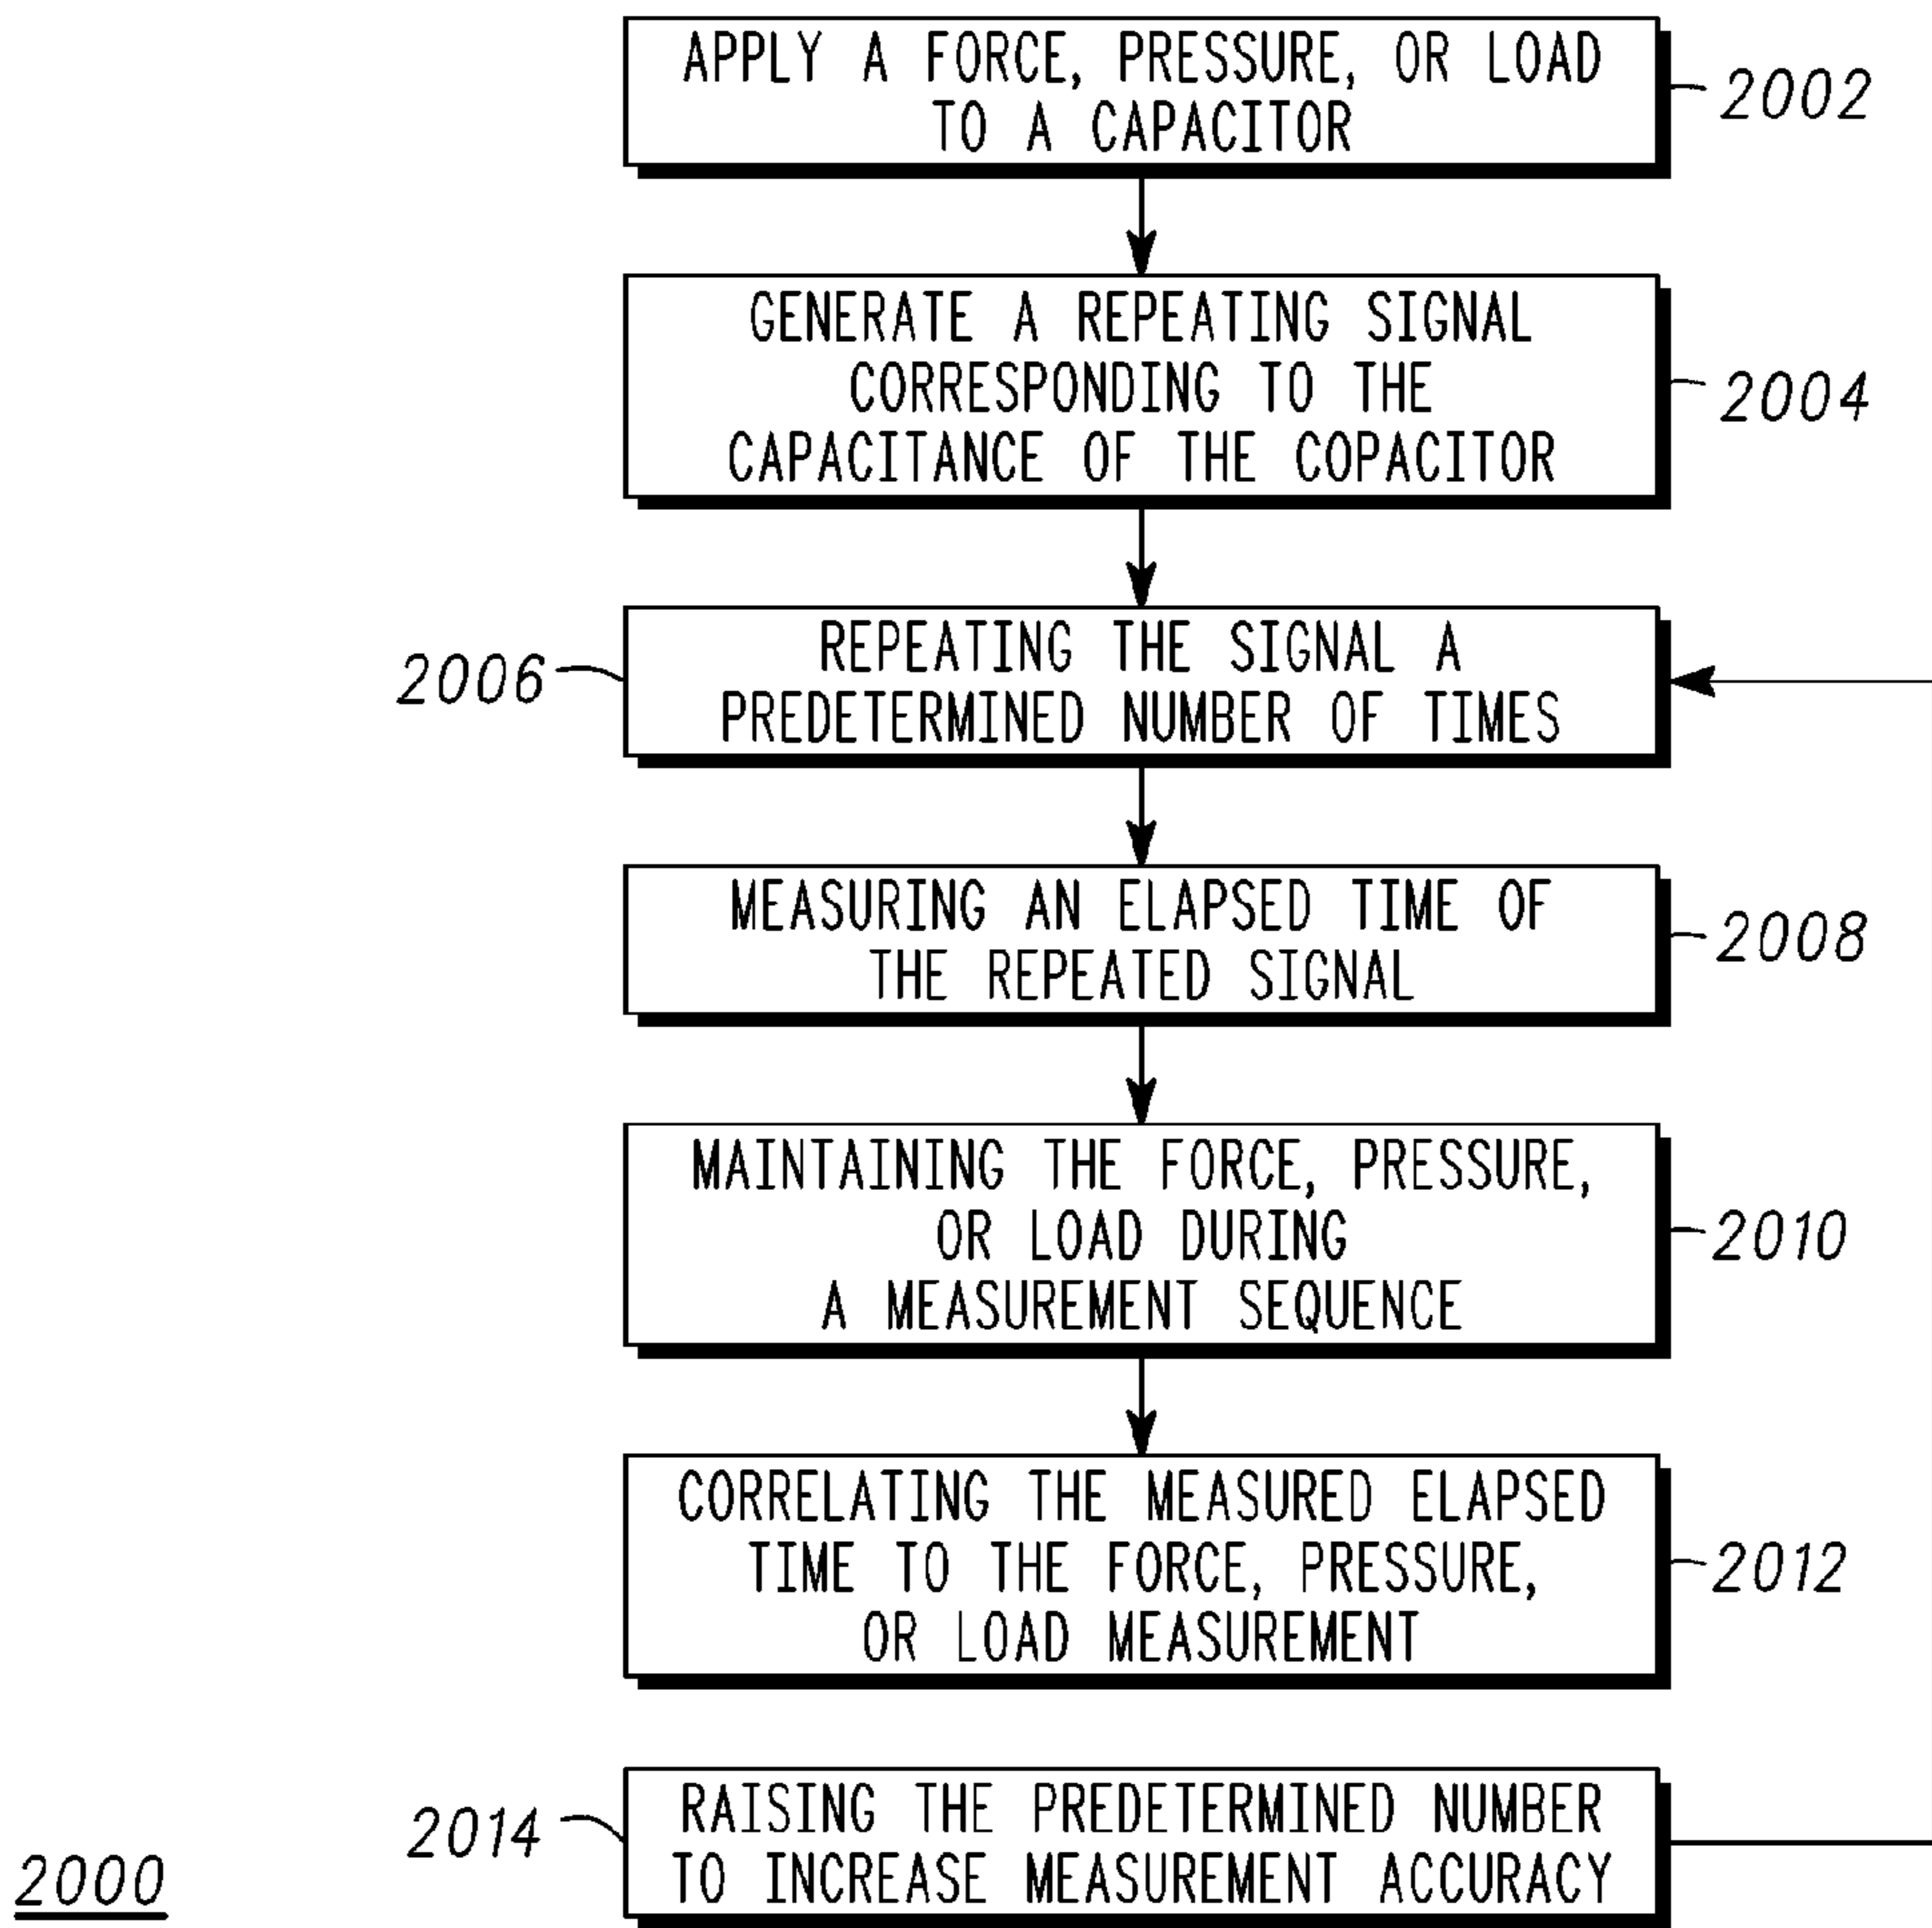 APPLY A FORCE, PRESSURE, OR LOAD
TO A CAPACITOR
2002
GENERATE A REPEATING SIGNAL
CORRESPONDING TO THE
CAPACITANCE OF THE COPACITOR
2004
REPEATING THE SIGNAL A
PREDETERMINED NUMBER OF TIMES
2006
MEASURING AN ELAPSED TIME OF
THE REPEATED SIGNAL
2008
MAINTAINING THE FORCE, PRESSURE,
OR LOAD DURING
A MEASUREMENT SEQUENCE
2010
CORRELATING THE MEASURED ELAPSED
TIME TO THE FORCE, PRESSURE,
OR LOAD MEASUREMENT
2012
RAISING THE PREDETERMINED NUMBER
TO INCREASE MEASUREMENT ACCURACY
2014
2000